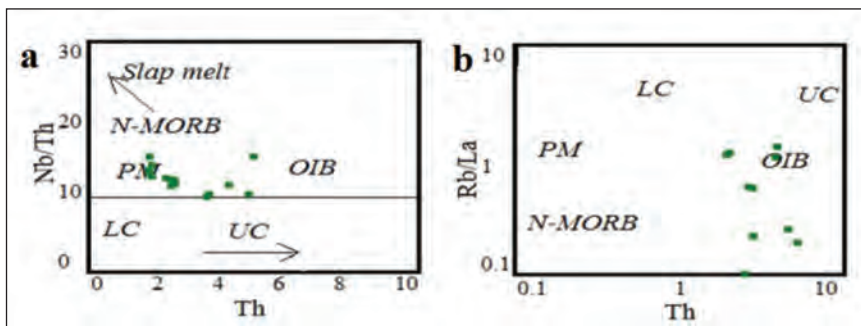 a
30
20
10
0
Nb/Th
Slap melt
N-MORB
PM
OIB
LC
UC
0 2 4 6 8 10
Th
b
10
1
0.1
Rb/La
LC
UC
PM
OIB
N-MORB
0.1 1 10
Th